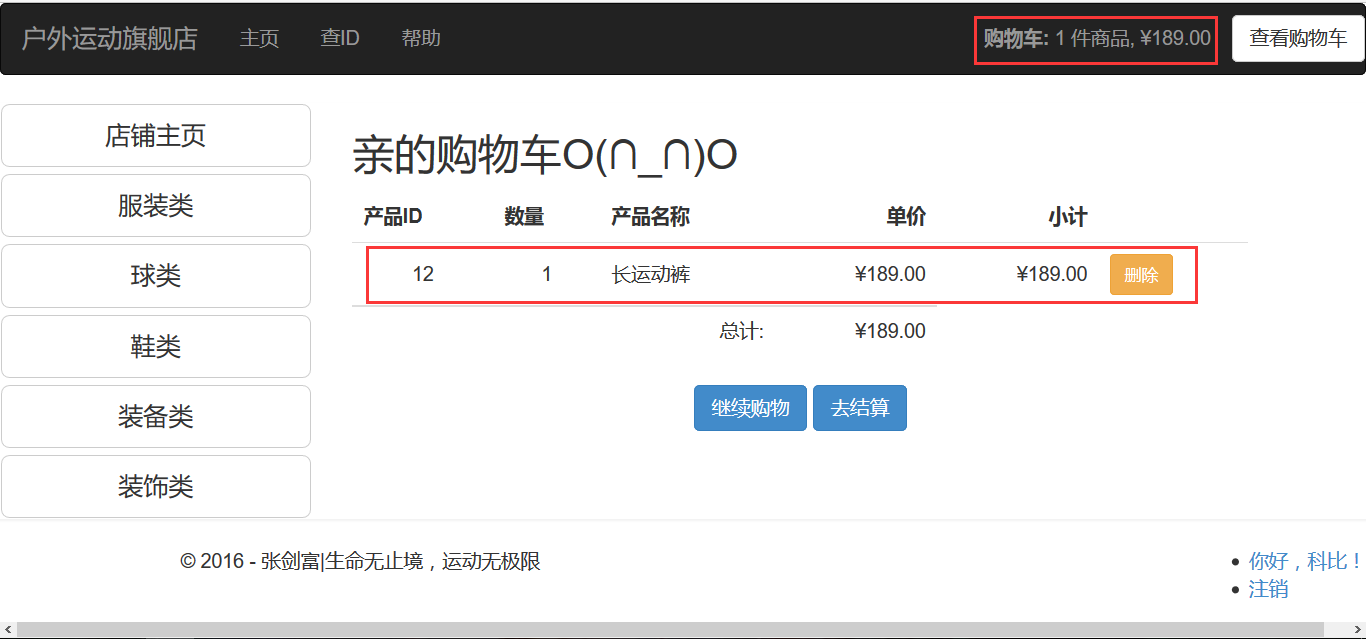 户外运动旗舰店 主页 查ID 帮助 购物车: 1 件商品, ¥189.00 查看购物车
店铺主页
服装类
球类
鞋类
装备类
装饰类
亲的购物车O(∩_∩)O
产品ID 数量 产品名称 单价 小计
12 1 长运动裤 ¥189.00 ¥189.00 删除
总计: ¥189.00
继续购物 去结算
© 2016 - 张剑富|生命无止境，运动无极限
你好，科比！
注销